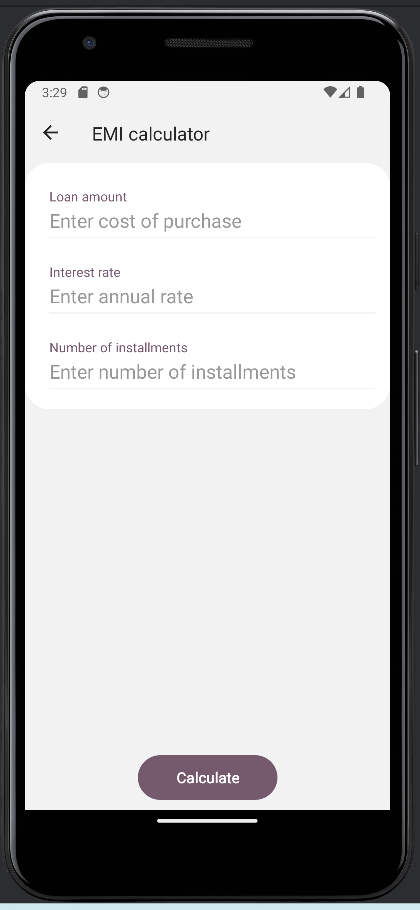 3:29
EMI calculator
Loan amount
Enter cost of purchase
Interest rate
Enter annual rate
Number of installments
Enter number of installments
Calculate